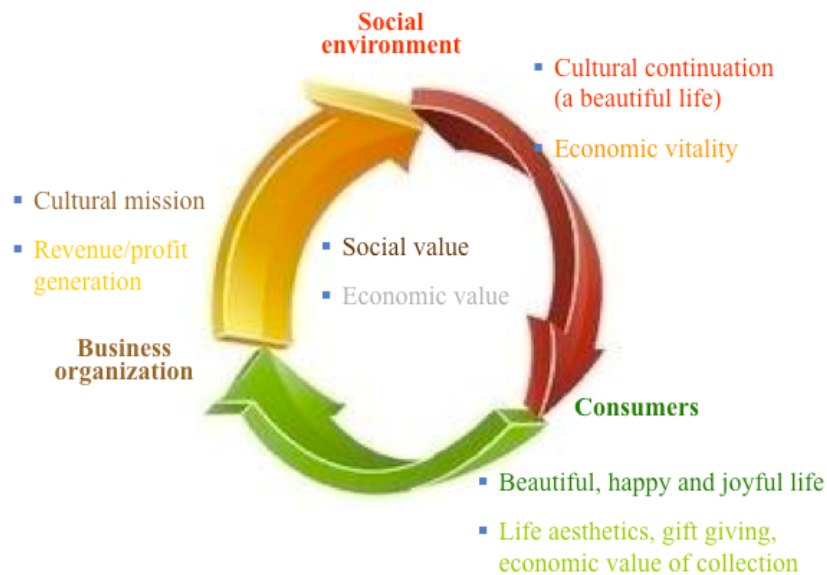 Social
environment
▪ Cultural continuation
(a beautiful life)
▪ Economic vitality
▪ Cultural mission
▪ Revenue/profit
generation
▪ Social value
▪ Economic value
Business
organization
Consumers
▪ Beautiful, happy and joyful life
▪ Life aesthetics, gift giving,
economic value of collection